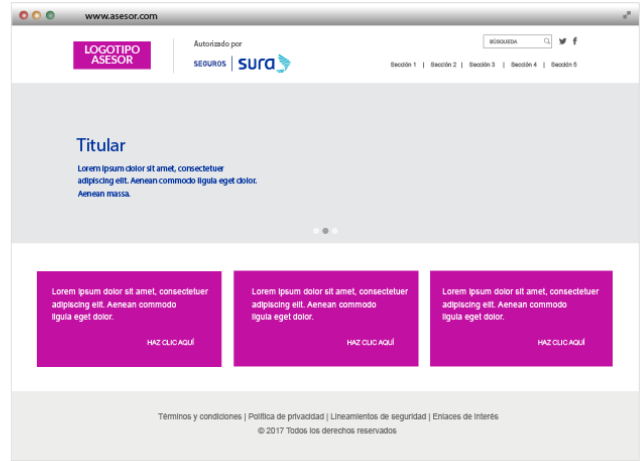 www.asesor.com
LOGOTIPO
ASESOR
Autorizado por
SEGUROS | sura
BÚSQUEDA
Sección 1 | Sección 2 | Sección 3 | Sección 4 | Sección 5
Titular
Lorem ipsum dolor sit amet, consectetuer
adipiscing elit. Aenean commodo ligula eget dolor.
Aenean massa.
Lorem ipsum dolor sit amet, consectetuer
adipiscing elit. Aenean commodo
ligula eget dolor.
HAZ CLIC AQUÍ
Lorem ipsum dolor sit amet, consectetuer
adipiscing elit. Aenean commodo
ligula eget dolor.
HAZ CLIC AQUÍ
Lorem ipsum dolor sit amet, consectetuer
adipiscing elit. Aenean commodo
ligula eget dolor.
HAZ CLIC AQUÍ
Términos y condiciones | Política de privacidad | Lineamientos de seguridad | Enlaces de interés
© 2017 Todos los derechos reservados